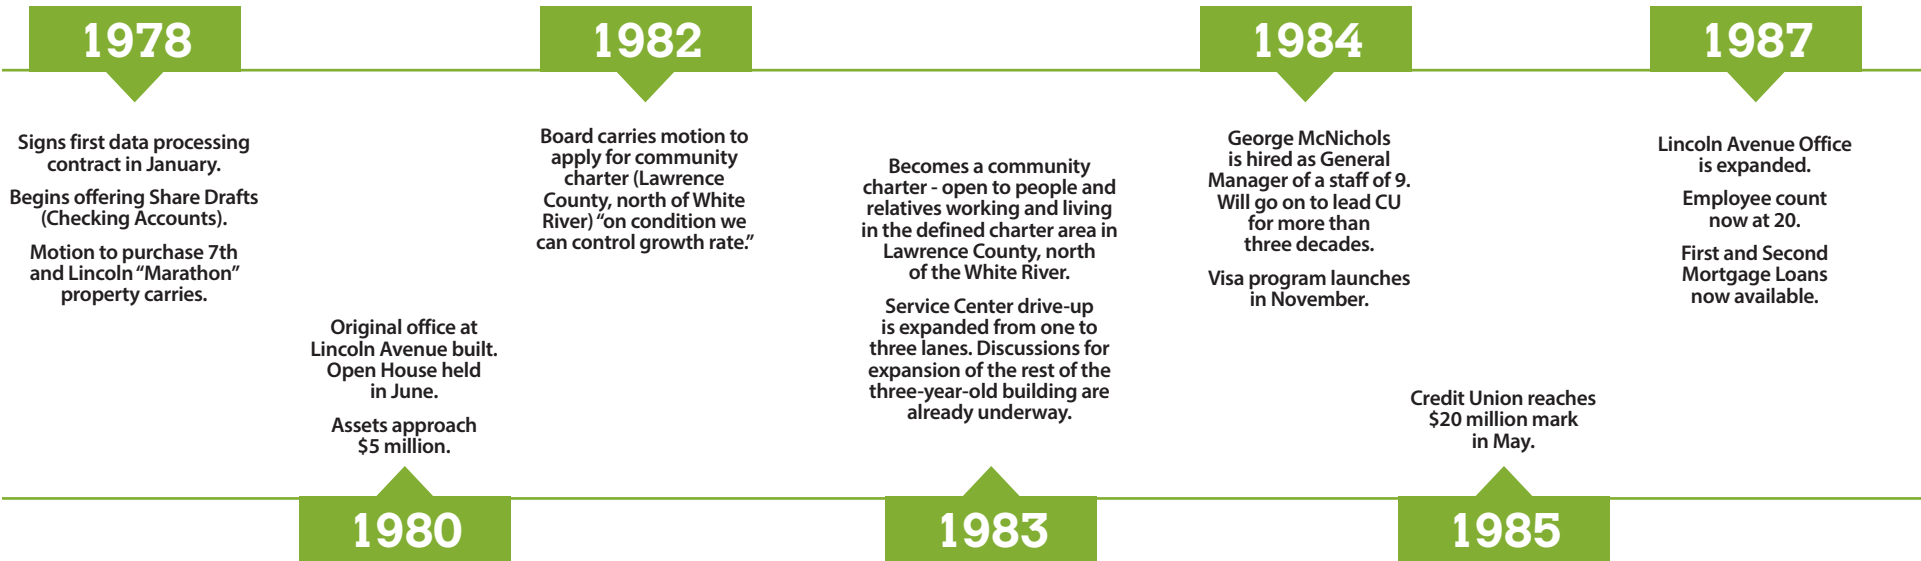 1978
Signs first data processing
contract in January.
Begins offering Share Drafts
(Checking Accounts).
Motion to purchase 7th
and Lincoln “Marathon”
property carries.
Original office at
Lincoln Avenue built.
Open House held
in June.
Assets approach
$5 million.
1980
1982
Board carries motion to
apply for community
charter (Lawrence
County, north of White
River) “on condition we
can control growth rate.”
Becomes a community
charter - open to people and
relatives working and living
in the defined charter area in
Lawrence County, north
of the White River.
Service Center drive-up
is expanded from one to
three lanes. Discussions for
expansion of the rest of the
three-year-old building are
already underway.
1983
1984
George McNichols
is hired as General
Manager of a staff of 9.
Will go on to lead CU
for more than
three decades.
Visa program launches
in November.
Credit Union reaches
$20 million mark
in May.
1985
1987
Lincoln Avenue Office
is expanded.
Employee count
now at 20.
First and Second
Mortgage Loans
now available.